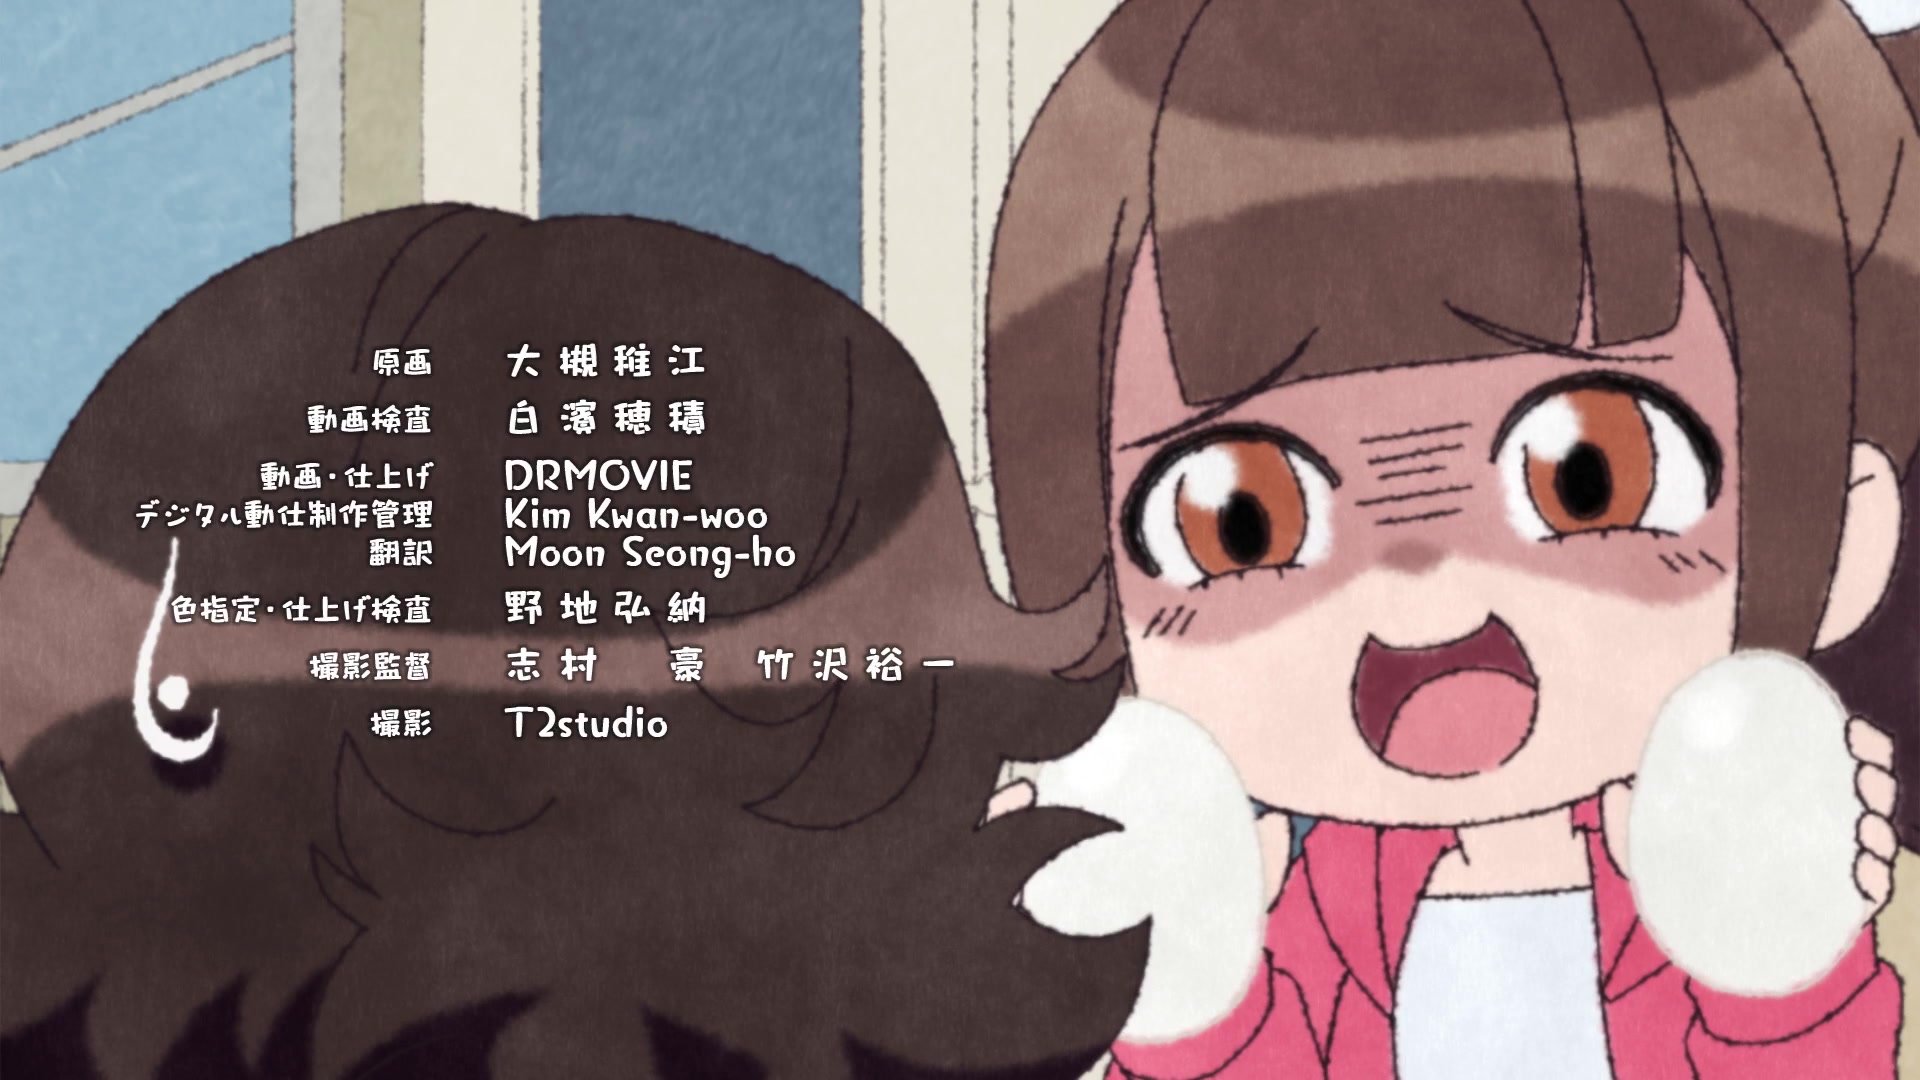 原画 大槻稚江
動画検査 白濱穂積
動画・仕上げ DRMOVIE
デジタル動仕制作管理 Kim Kwan-woo
翻訳 Moon Seong-ho
色指定・仕上げ検査 野地弘納
撮影監督 志村 豪 竹沢裕一
撮影 T2studio